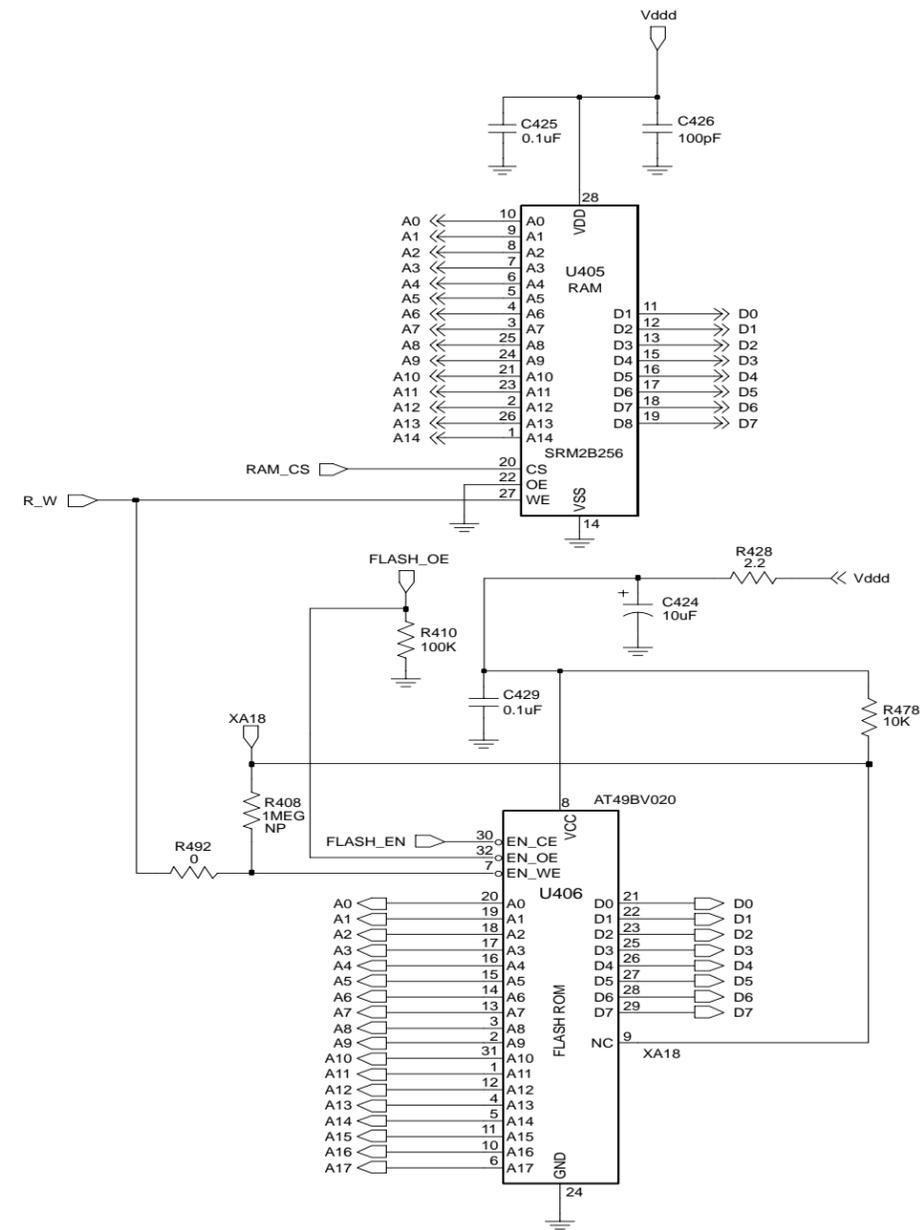 Vddd
C425
0.1uF
C426
100pF
28
VDD
A0 10 A0
A1 9 A1
A2 8 A2
A3 7 A3
A4 6 A4
A5 5 A5
A6 4 A6
A7 3 A7
A8 25 A8
A9 24 A9
A10 21 A10
A11 23 A11
A12 2 A12
A13 26 A13
A14 1 A14
U405
RAM
D1 11 D0
D2 12 D1
D3 13 D2
D4 15 D3
D5 16 D4
D6 17 D5
D7 18 D6
D8 19 D7
SRM2B256
RAM_CS 20 CS
22 OE
R_W 27 WE
VSS
14
FLASH_OE
R410
100K
R428
2.2
Vddd
+
C424
10uF
C429
0.1uF
R478
10K
XA18
R408
1MEG
NP
R492
0
8
VCC
AT49BV020
FLASH_EN 30 EN_CE
32 EN_OE
7 EN_WE
U406
A0 20 A0
A1 19 A1
A2 18 A2
A3 17 A3
A4 16 A4
A5 15 A5
A6 14 A6
A7 13 A7
A8 3 A8
A9 2 A9
A10 31 A10
A11 1 A11
A12 12 A12
A13 4 A13
A14 5 A14
A15 11 A15
A16 10 A16
A17 6 A17
FLASH ROM
D0 21 D0
D1 22 D1
D2 23 D2
D3 25 D3
D4 26 D4
D5 27 D5
D6 28 D6
D7 29 D7
NC 9
XA18
GND
24